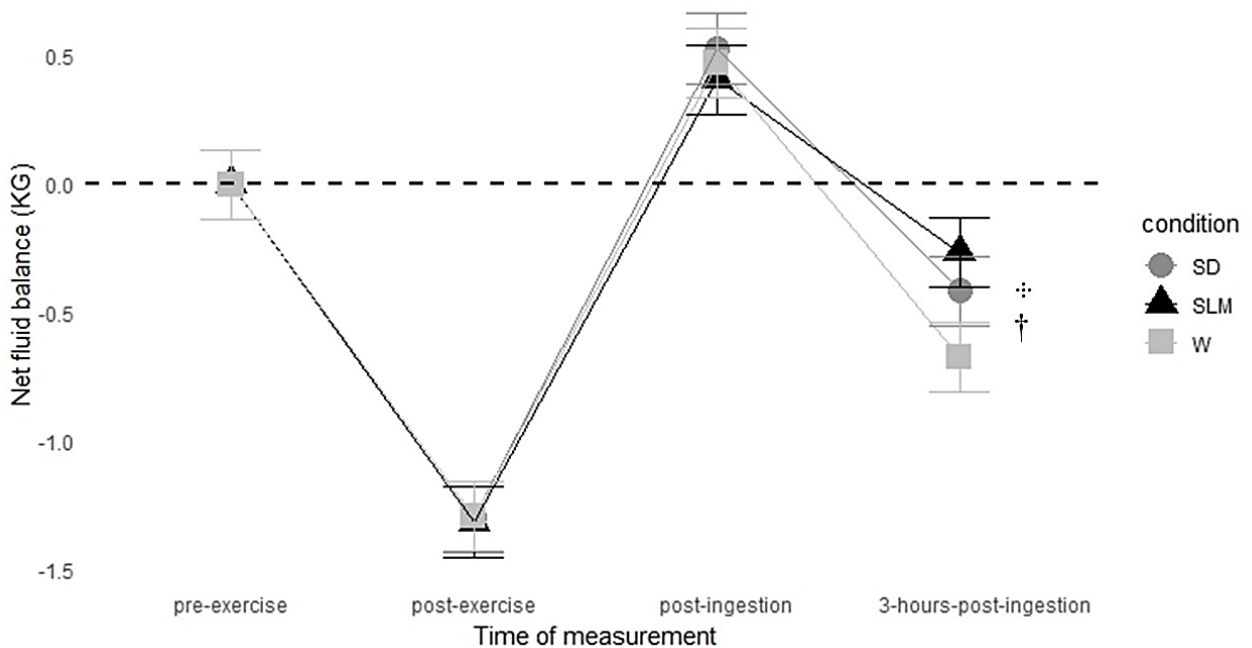 Net fluid balance (KG)
0.5
0.0
-0.5
-1.0
-1.5
pre-exercise
post-exercise
post-ingestion
3-hours-post-ingestion
Time of measurement
condition
SD
SLM
W
⁜
†